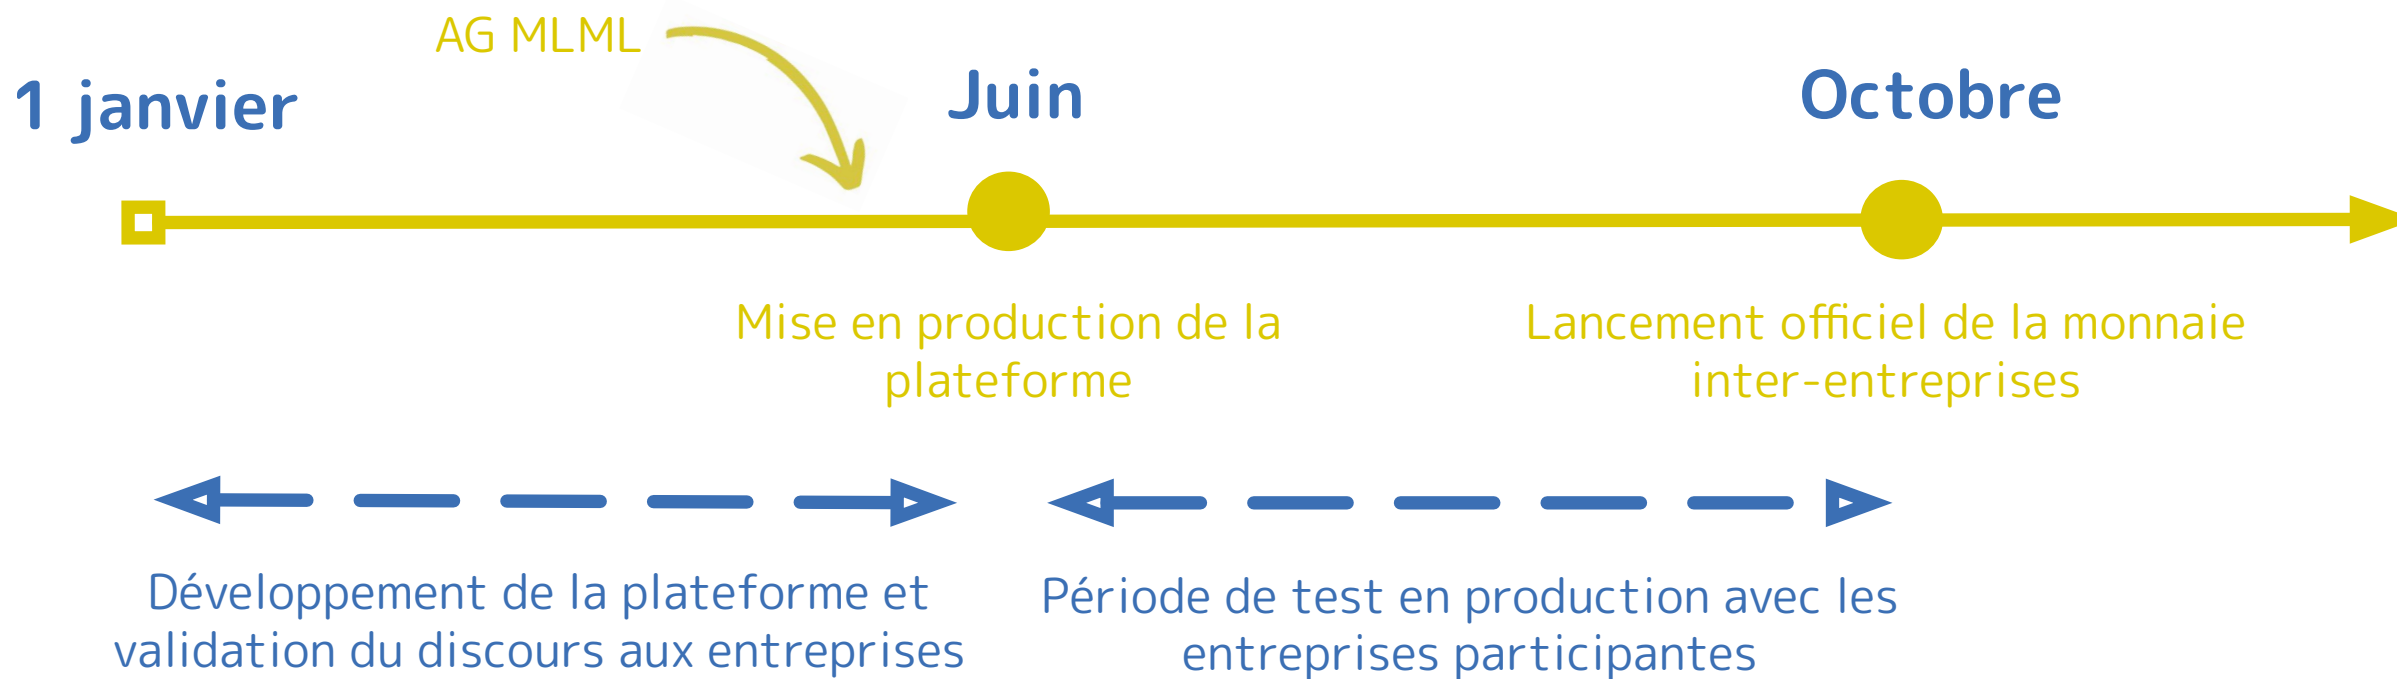 AG MLML
1 janvier
Juin
Octobre
Mise en production de la
plateforme
Lancement officiel de la monnaie
inter-entreprises
Développement de la plateforme et
validation du discours aux entreprises
Période de test en production avec les
entreprises participantes